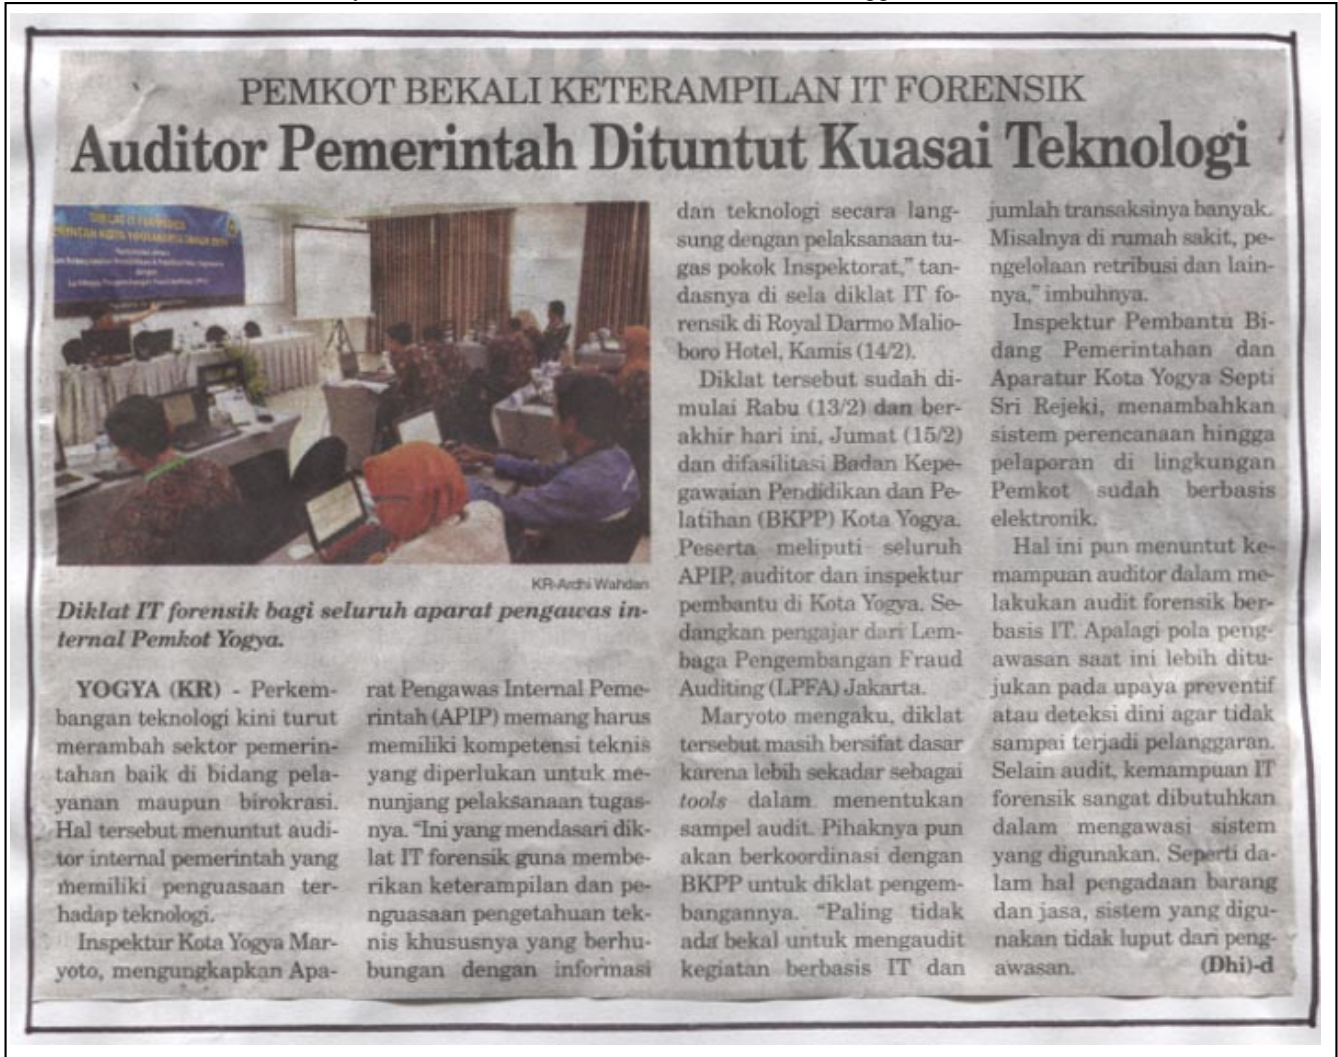 PEMKOT BEKALI KETERAMPILAN IT FORENSIK
Auditor Pemerintah Dituntut Kuasai Teknologi
KR-Ardhi Wahdan
Diklat IT forensik bagi seluruh aparat pengawas in-
ternal Pemkot Yogya.
YOGYA (KR) - Perkem-
bangan teknologi kini turut
merambah sektor pemerin-
tahan baik di bidang pela-
yanan maupun birokrasi.
Hal tersebut menuntut audi-
tor internal pemerintah yang
memiliki penguasaan ter-
hadap teknologi.
Inspektur Kota Yogya Mar-
yoto, mengungkapkan Apa-
rat Pengawas Internal Peme-
rintah (APIP) memang harus
memiliki kompetensi teknis
yang diperlukan untuk me-
nunjang pelaksanaan tugas-
nya. "Ini yang mendasari dik-
lat IT forensik guna membe-
rikan keterampilan dan pe-
nguasaan pengetahuan tek-
nis khususnya yang berhu-
bungan dengan informasi
dan teknologi secara lang-
sung dengan pelaksanaan tu-
gas pokok Inspektorat," tan-
dasnya di sela diklat IT fo-
rensik di Royal Darmo Malio-
boro Hotel, Kamis (14/2).
Diklat tersebut sudah di-
mulai Rabu (13/2) dan ber-
akhir hari ini, Jumat (15/2)
dan difasilitasi Badan Kepe-
gawaian Pendidikan dan Pe-
latihan (BKPP) Kota Yogya.
Peserta meliputi seluruh
APIP, auditor dan inspektur
pembantu di Kota Yogya. Se-
dangkan pengajar dari Lem-
baga Pengembangan Fraud
Auditing (LPFA) Jakarta.
Maryoto mengaku, diklat
tersebut masih bersifat dasar
karena lebih sekadar sebagai
tools dalam menentukan
sampel audit. Pihaknya pun
akan berkoordinasi dengan
BKPP untuk diklat pengem-
bangannya. "Paling tidak
ada bekal untuk mengaudit
kegiatan berbasis IT dan
jumlah transaksinya banyak.
Misalnya di rumah sakit, pe-
ngelolaan retribusi dan lain-
nya," imbuhnya.
Inspektur Pembantu Bi-
dang Pemerintahan dan
Aparatur Kota Yogya Septi
Sri Rejeki, menambahkan
sistem perencanaan hingga
pelaporan di lingkungan
Pemkot sudah berbasis
elektronik.
Hal ini pun menuntut ke-
mampuan auditor dalam me-
lakukan audit forensik ber-
basis IT. Apalagi pola peng-
awasan saat ini lebih ditu-
jukan pada upaya preventif
atau deteksi dini agar tidak
sampai terjadi pelanggaran.
Selain audit, kemampuan IT
forensik sangat dibutuhkan
dalam mengawasi sistem
yang digunakan. Seperti da-
lam hal pengadaan barang
dan jasa, sistem yang digu-
nakan tidak luput dari peng-
awasan. (Dhi)-d